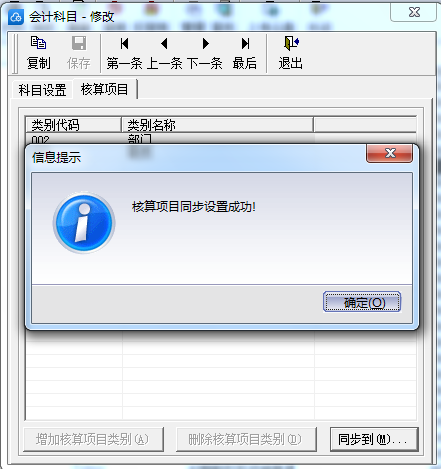 会计科目 - 修改
复制 保存 第一条 上一条 下一条 最后 退出
科目设置 核算项目
类别代码 类别名称
002 部门
信息提示
核算项目同步设置成功!
确定(O)
增加核算项目类别(A) 删除核算项目类别(D) 同步到(M)...